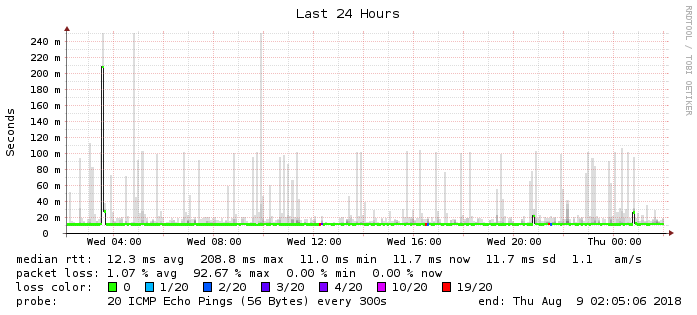 Last 24 Hours
RRDTOOL / TOBI OETIKER
Seconds
240 m
220 m
200 m
180 m
160 m
140 m
120 m
100 m
80 m
60 m
40 m
20 m
0
Wed 04:00 Wed 08:00 Wed 12:00 Wed 16:00 Wed 20:00 Thu 00:00
median rtt: 12.3 ms avg 208.8 ms max 11.0 ms min 11.7 ms now 11.7 ms sd 1.1 am/s
packet loss: 1.07 % avg 92.67 % max 0.00 % min 0.00 % now
loss color: 0 1/20 2/20 3/20 4/20 10/20 19/20
probe: 20 ICMP Echo Pings (56 Bytes) every 300s end: Thu Aug 9 02:05:06 2018